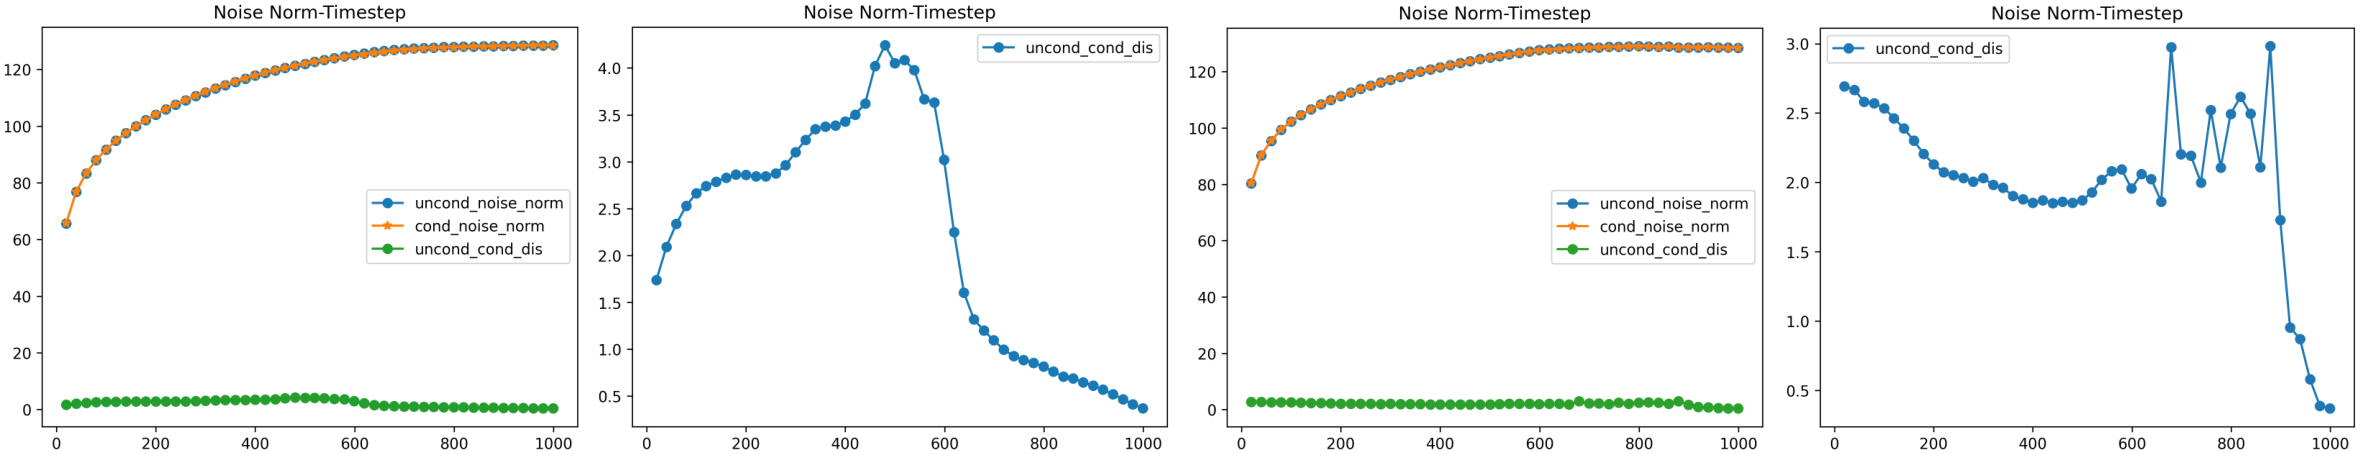 Noise Norm-Timestep
120
100
80
60
40
20
0
uncond_noise_norm
cond_noise_norm
uncond_cond_dis
0 200 400 600 800 1000
Noise Norm-Timestep
4.0
3.5
3.0
2.5
2.0
1.5
1.0
0.5
uncond_cond_dis
0 200 400 600 800 1000
Noise Norm-Timestep
120
100
80
60
40
20
0
uncond_noise_norm
cond_noise_norm
uncond_cond_dis
0 200 400 600 800 1000
Noise Norm-Timestep
3.0
2.5
2.0
1.5
1.0
0.5
uncond_cond_dis
0 200 400 600 800 1000